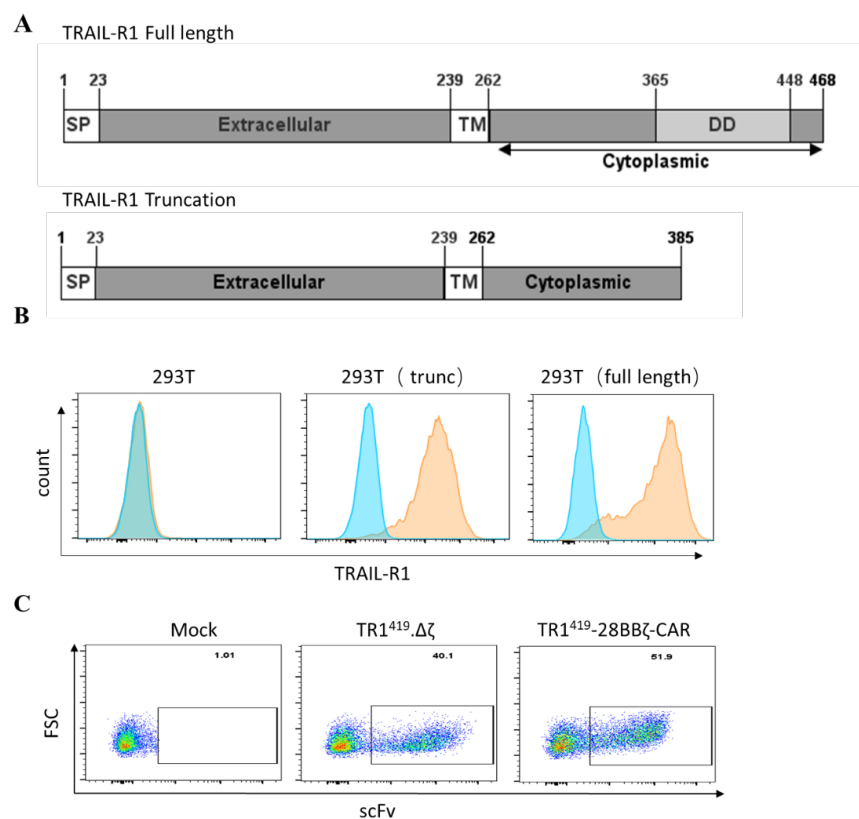 A
TRAIL-R1 Full length
1 23 239 262 365 448 468
SP Extracellular TM DD
Cytoplasmic
TRAIL-R1 Truncation
1 23 239 262 385
SP Extracellular TM Cytoplasmic
B
293T 293T ( trunc) 293T (full length)
count
TRAIL-R1
C
Mock TR1⁴¹⁹.Δζ TR1⁴¹⁹-28BBζ-CAR
1.01 40.1 51.9
FSC
scFv